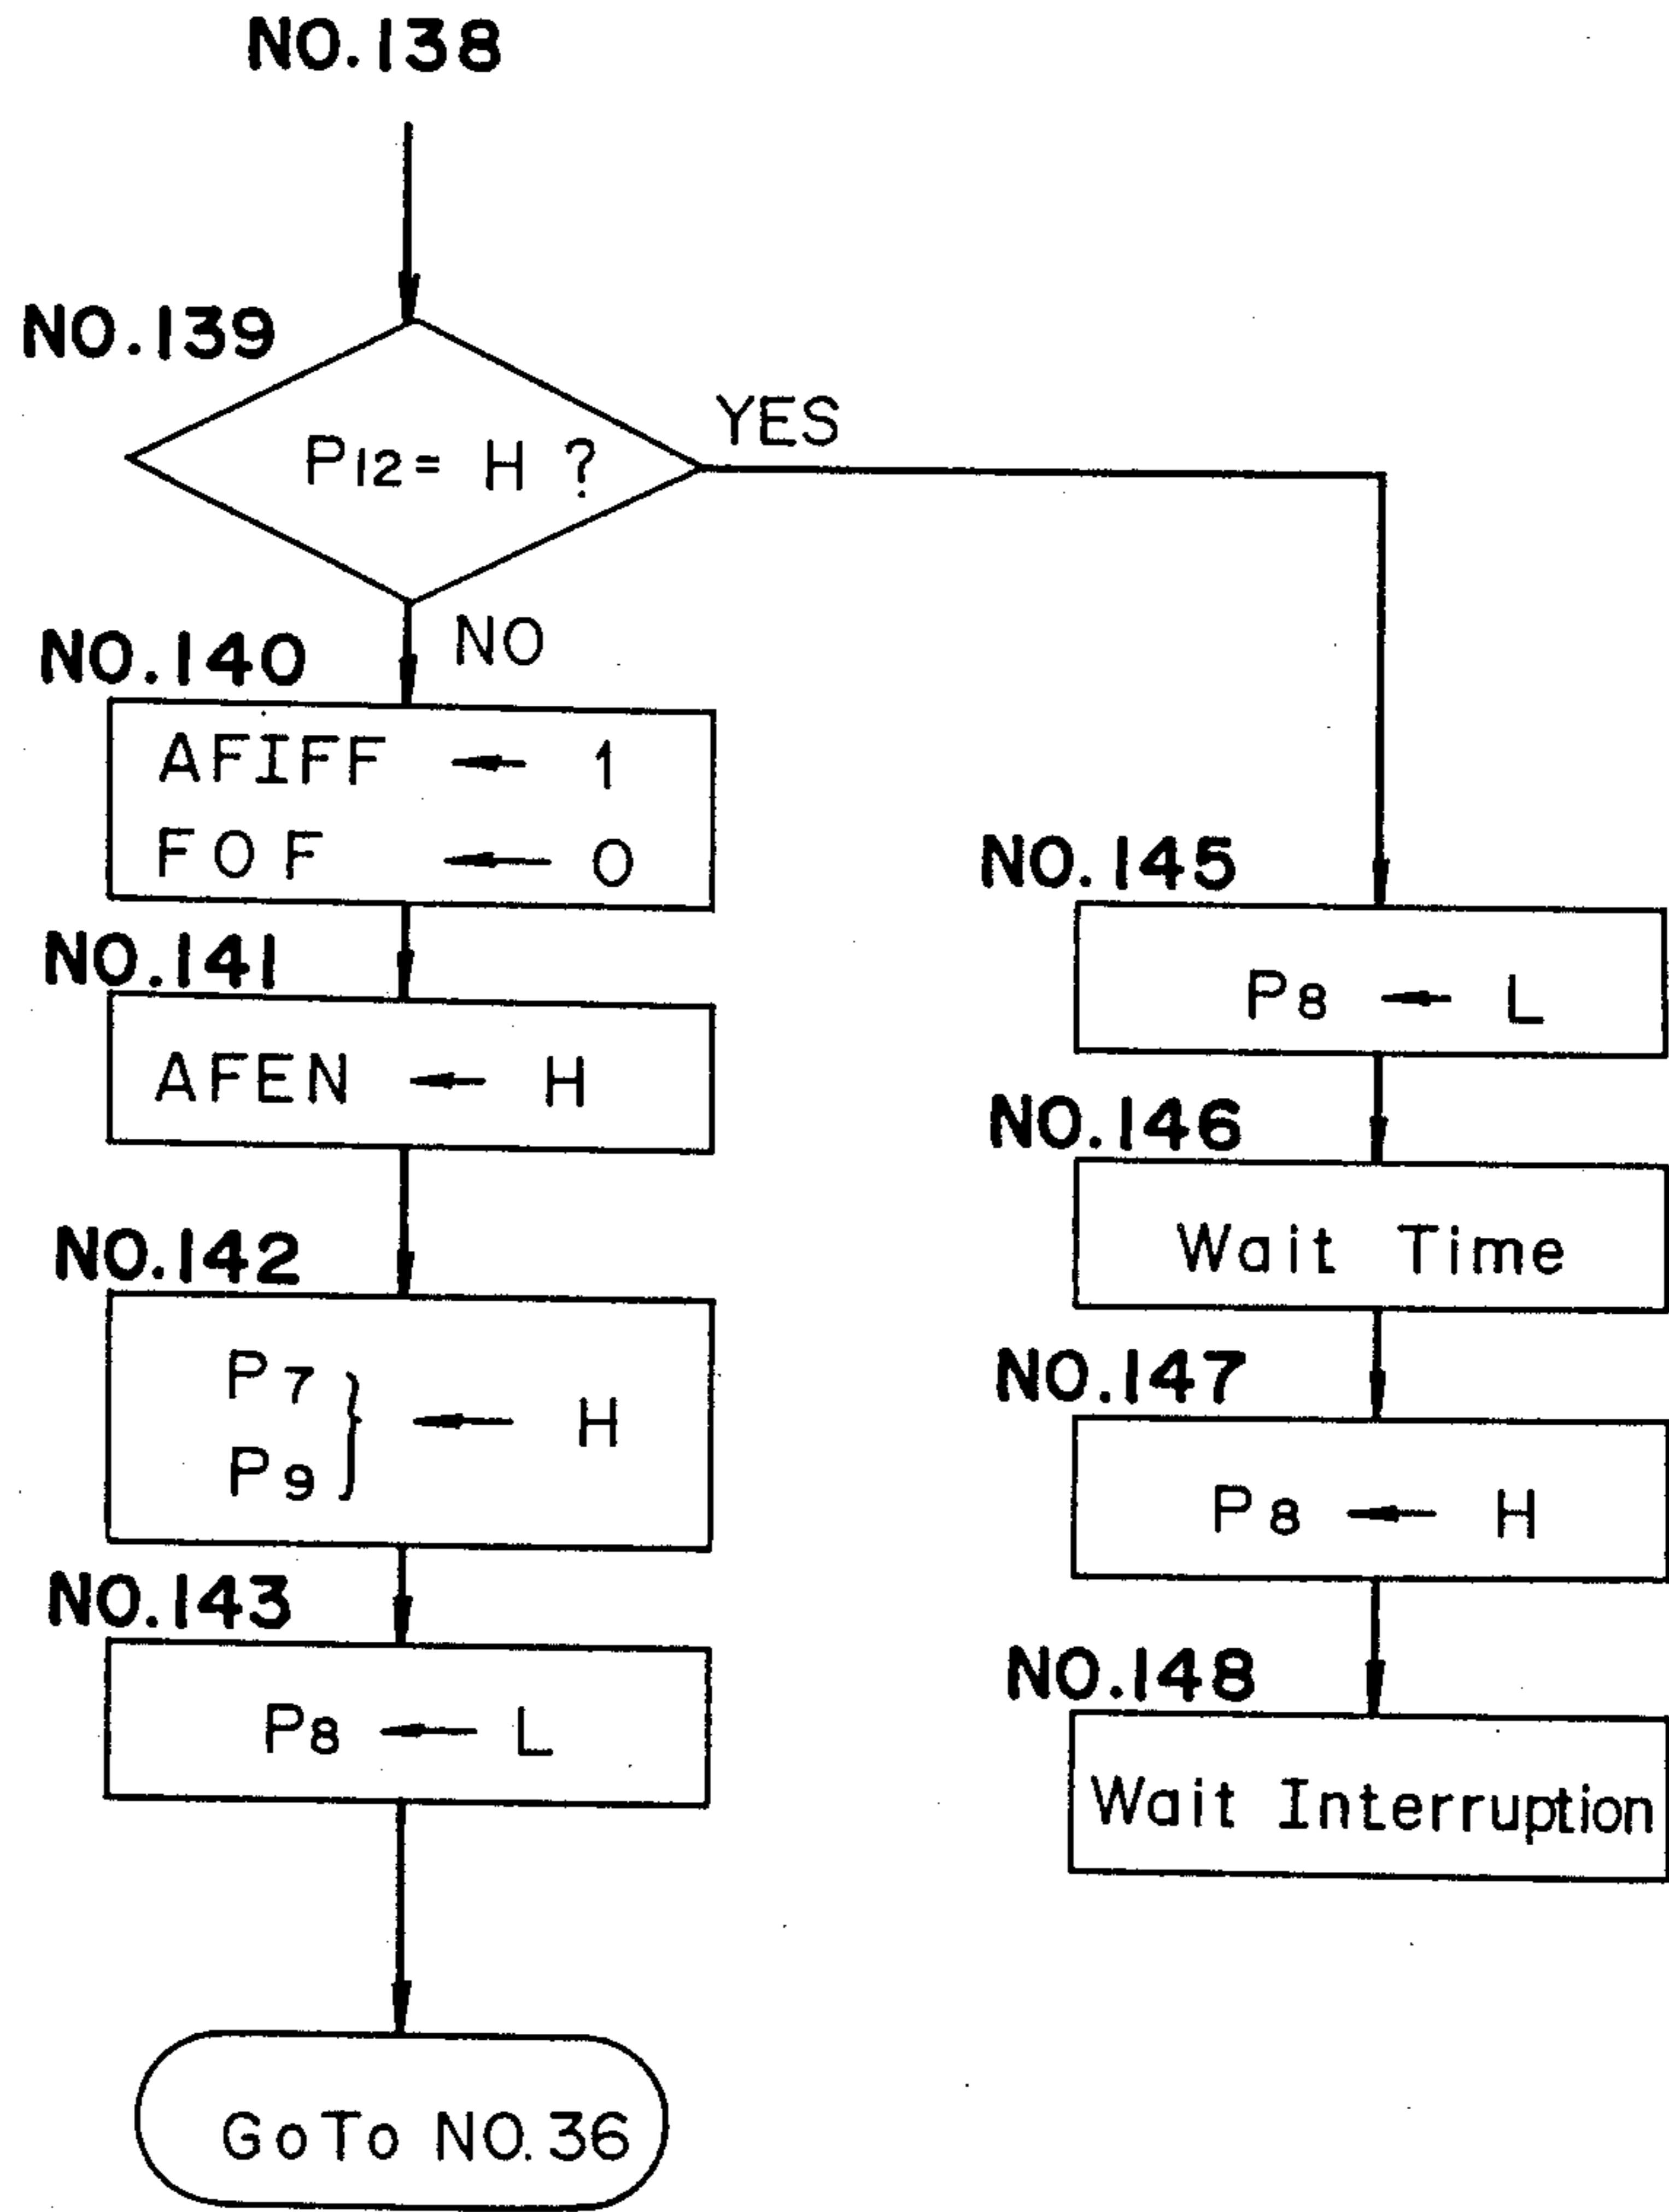 NO.138
NO.139
P12= H ?
YES
NO
NO.140
AFIFF ← 1
FOF ← 0
NO.141
AFEN ← H
NO.142
P7
P9 } ← H
NO.143
P8 ← L
GoTo NO.36
NO.145
P8 ← L
NO.146
Wait Time
NO.147
P8 ← H
NO.148
Wait Interruption